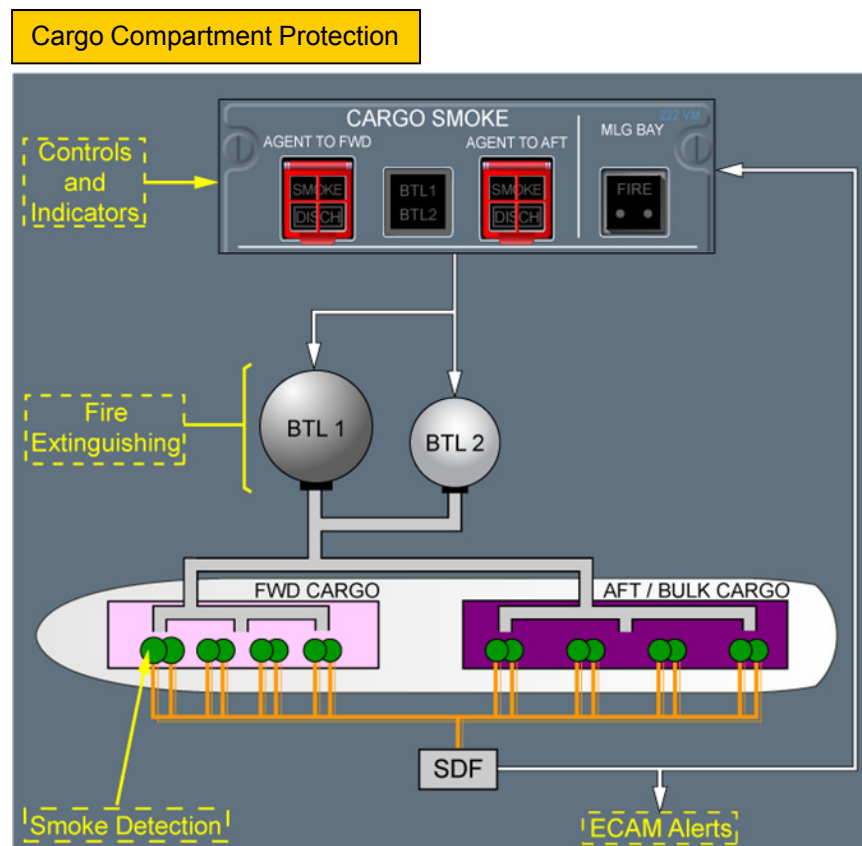 Cargo Compartment Protection
CARGO SMOKE
222 VM
AGENT TO FWD
AGENT TO AFT
MLG BAY
Controls
and
Indicators
SMOKE
DISCH
BTL1
BTL2
SMOKE
DISCH
FIRE
Fire
Extinguishing
BTL 1
BTL 2
FWD CARGO
AFT / BULK CARGO
SDF
Smoke Detection
ECAM Alerts